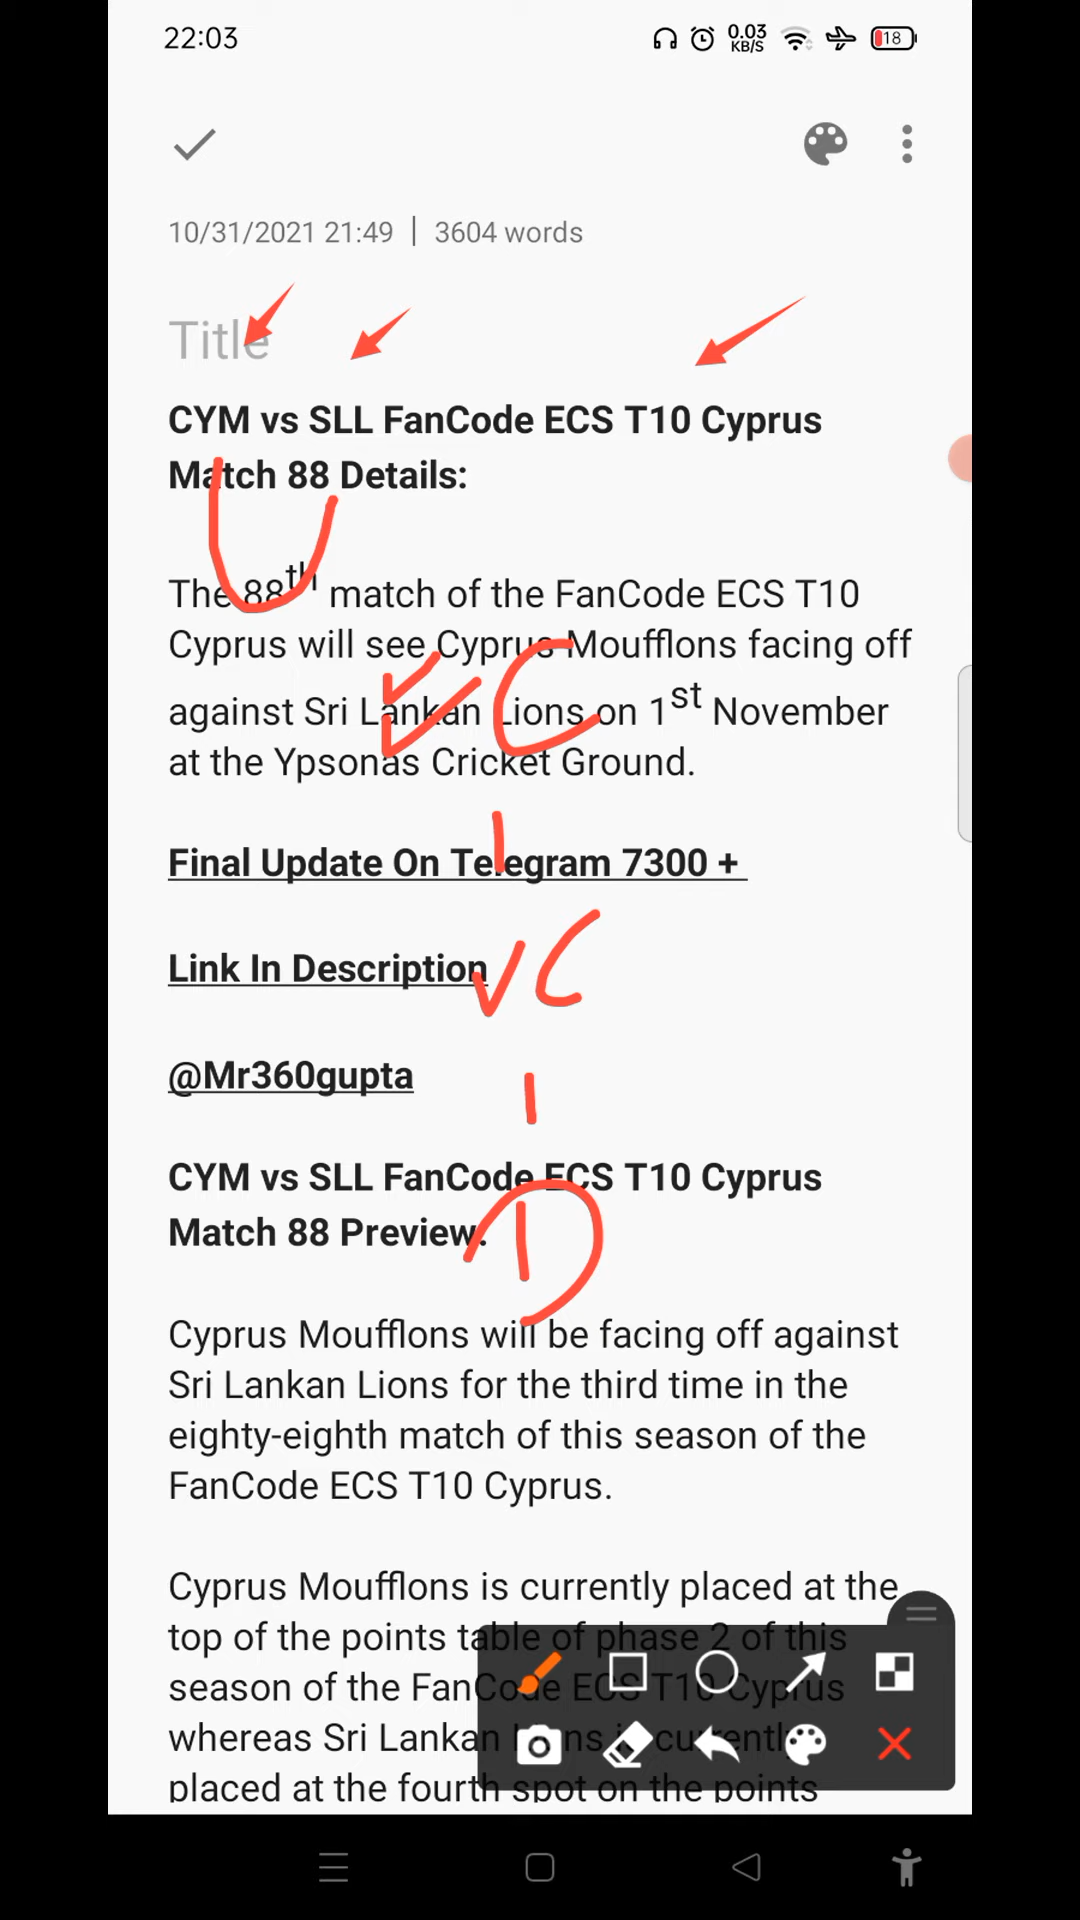 22:03
0.03 KB/S
18
10/31/2021 21:49 | 3604 words
Title
CYM vs SLL FanCode ECS T10 Cyprus
Match 88 Details:
The 88th match of the FanCode ECS T10
Cyprus will see Cyprus Moufflons facing off
against Sri Lankan Lions on 1st November
at the Ypsonas Cricket Ground.
Final Update On Telegram 7300 +
Link In Description
@Mr360gupta
C
VC
D
CYM vs SLL FanCode ECS T10 Cyprus
Match 88 Preview:
Cyprus Moufflons will be facing off against
Sri Lankan Lions for the third time in the
eighty-eighth match of this season of the
FanCode ECS T10 Cyprus.
Cyprus Moufflons is currently placed at the
top of the points table of phase 2 of this
season of the FanCode ECS T10 Cyprus
whereas Sri Lankan Lions is currently
placed at the fourth spot on the points